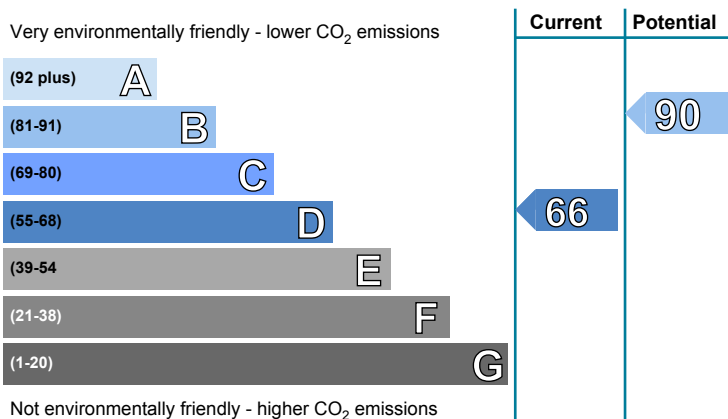 Very environmentally friendly - lower CO2 emissions
Current
Potential
(92 plus) A
(81-91) B
90
(69-80) C
(55-68) D
66
(39-54 E
(21-38) F
(1-20) G
Not environmentally friendly - higher CO2 emissions